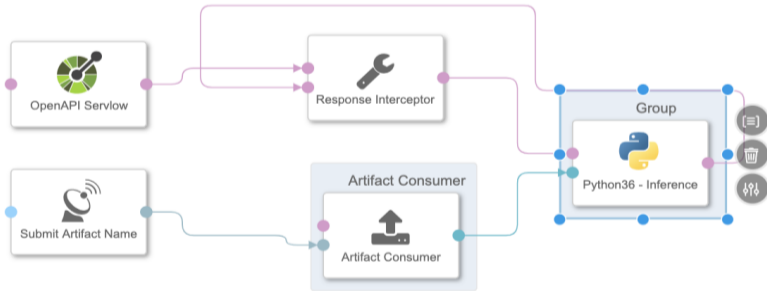 OpenAPI Servlow
Response Interceptor
Group
Python36 - Inference
Submit Artifact Name
Artifact Consumer
Artifact Consumer